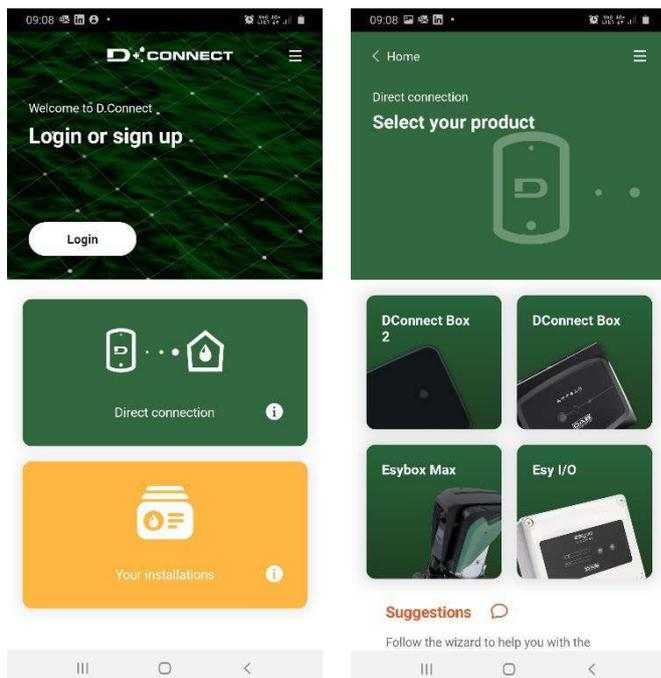 09:08
D+CONNECT
Welcome to D.Connect
Login or sign up
Login
Direct connection
Your installations
09:08
< Home
Direct connection
Select your product
DConnect Box
2
DConnect Box
DAB
Esybox Max
Esy I/O
DAB
Suggestions
Follow the wizard to help you with the